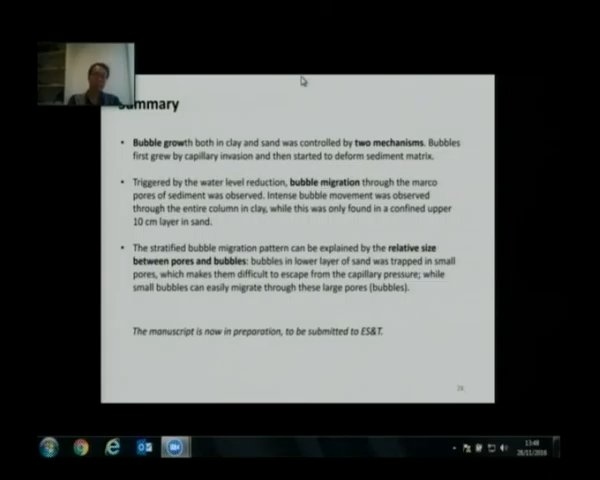 ummary
• Bubble growth both in clay and sand was controlled by two mechanisms. Bubbles
first grew by capillary invasion and then started to deform sediment matrix.
• Triggered by the water level reduction, bubble migration through the marco
pores of sediment was observed. Intense bubble movement was observed
through the entire column in clay, while this was only found in a confined upper
10 cm layer in sand.
• The stratified bubble migration pattern can be explained by the relative size
between pores and bubbles: bubbles in lower layer of sand was trapped in small
pores, which makes them difficult to escape from the capillary pressure; while
small bubbles can easily migrate through these large pores (bubbles).
The manuscript is now in preparation, to be submitted to ES&T.
13:48
28/11/2016